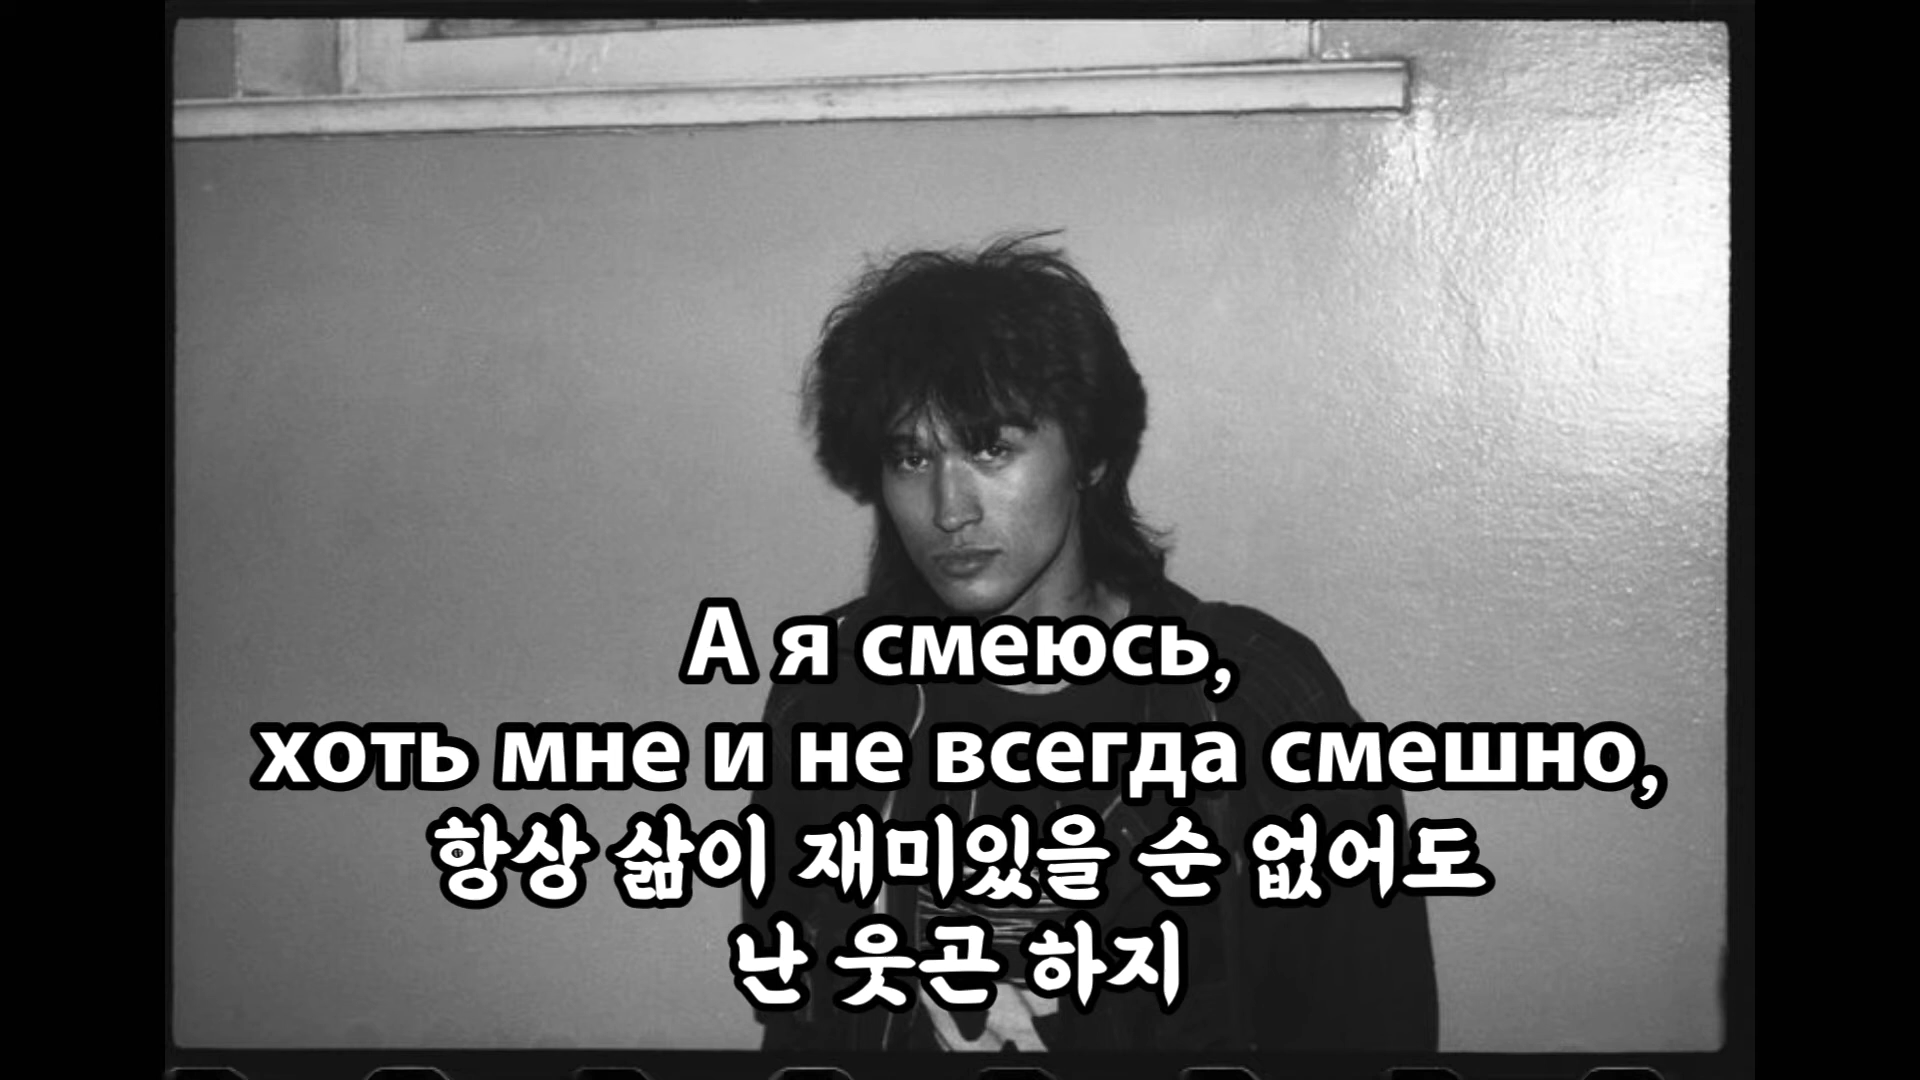 А я смеюсь,
хоть мне и не всегда смешно,
항상 삶이 재미있을 순 없어도
난 웃곤 하지